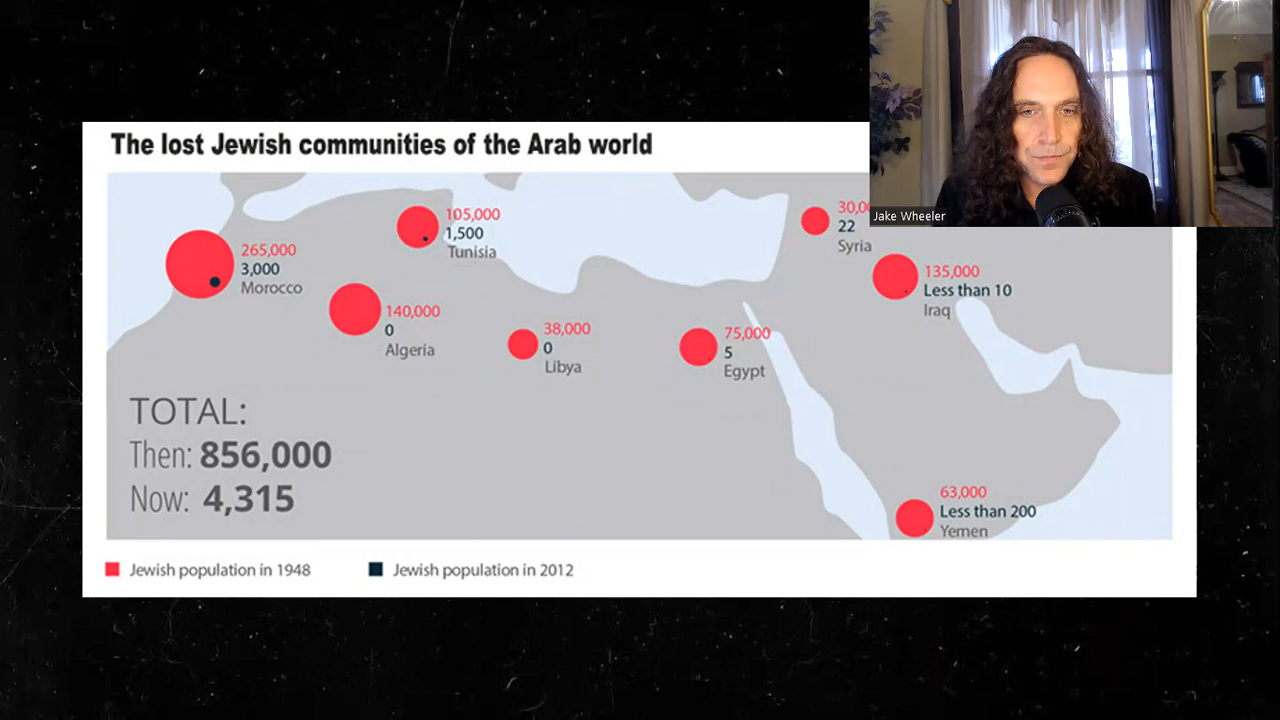 The lost Jewish communities of the Arab world
Jake Wheeler
105,000
1,500
Tunisia
30,0
22
Syria
265,000
3,000
Morocco
135,000
Less than 10
Iraq
140,000
0
Algeria
38,000
0
Libya
75,000
5
Egypt
TOTAL:
Then: 856,000
Now: 4,315
63,000
Less than 200
Yemen
Jewish population in 1948
Jewish population in 2012